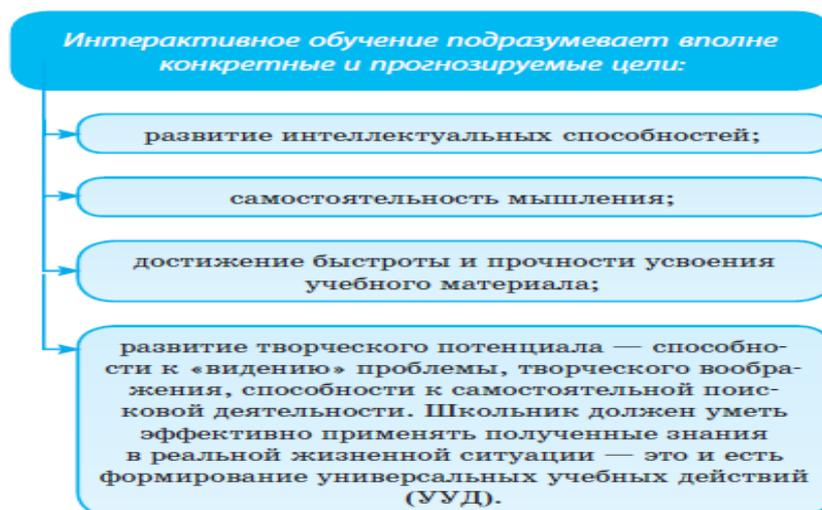 Интерактивное обучение подразумевает вполне
конкретные и прогнозируемые цели:
развитие интеллектуальных способностей;
самостоятельность мышления;
достижение быстроты и прочности усвоения
учебного материала;
развитие творческого потенциала — способно-
сти к «видению» проблемы, творческого вообра-
жения, способности к самостоятельной поис-
ковой деятельности. Школьник должен уметь
эффективно применять полученные знания
в реальной жизненной ситуации — это и есть
формирование универсальных учебных действий
(УУД).